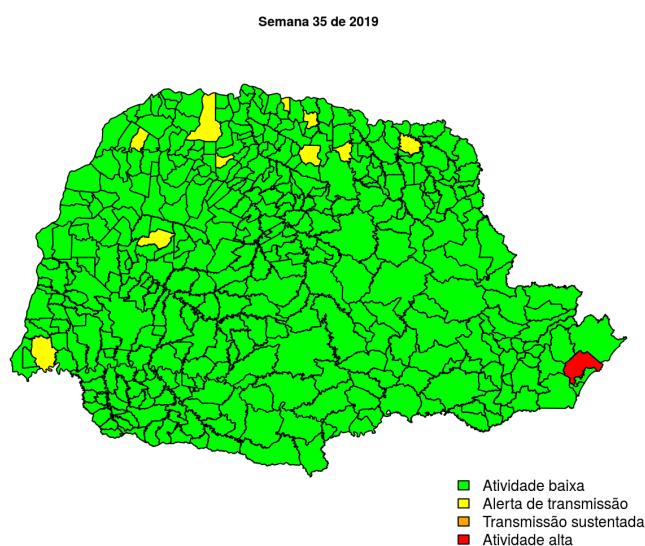 Semana 35 de 2019
Atividade baixa
Alerta de transmissão
Transmissão sustentada
Atividade alta